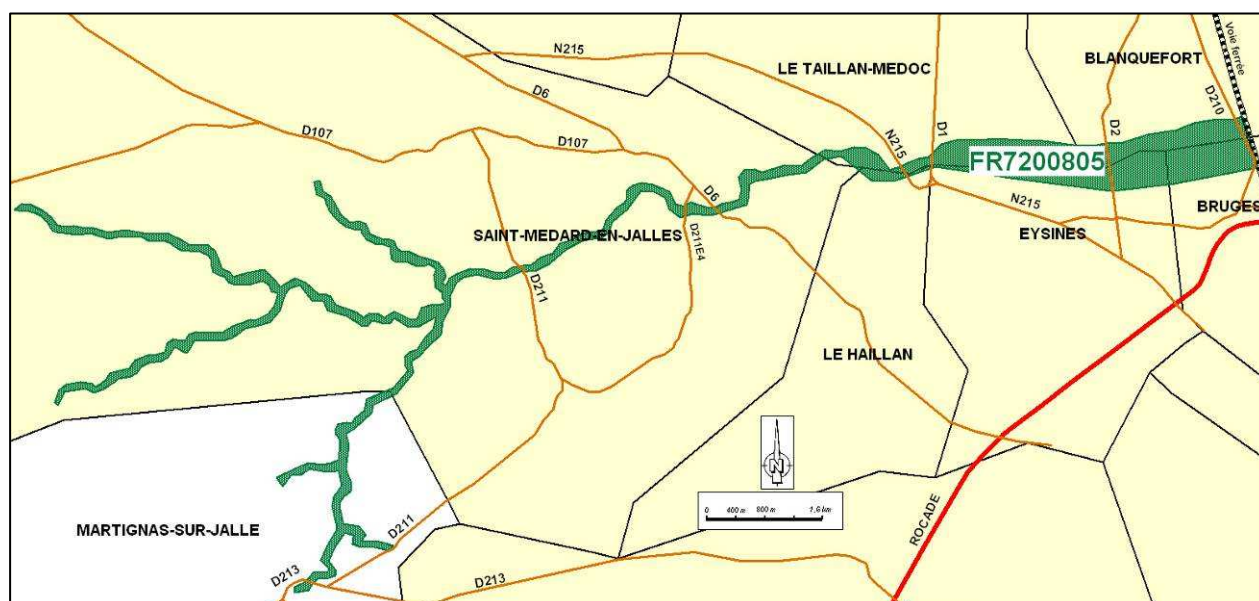 N215
LE TAILLAN-MEDOC
BLANQUEFORT
Voie ferrée
D6
D210
D107
D107
N215
D1
D2
FR7200805
D6
N215
BRUGES
SAINT-MEDARD-EN-JALLES
D211E4
EYSINES
D211
LE HAILLAN
N
0 400 m 800 m 1,6 km
MARTIGNAS-SUR-JALLE
D211
ROCADE
D213
D213